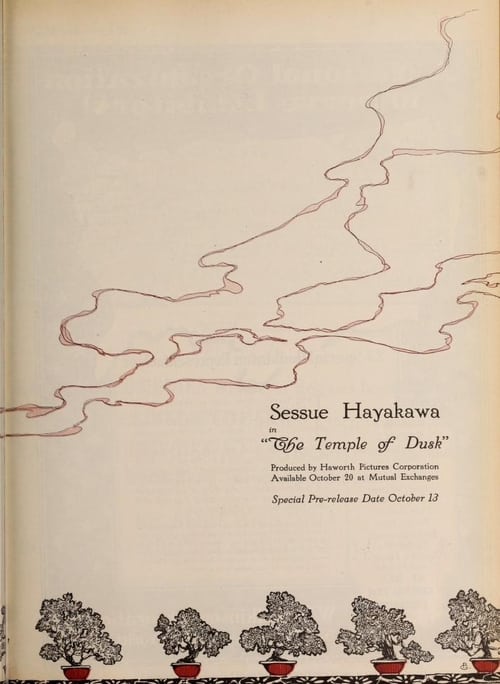 Sessue Hayakawa
in
"The Temple of Dusk"
Produced by Haworth Pictures Corporation
Available October 20 at Mutual Exchanges
Special Pre-release Date October 13